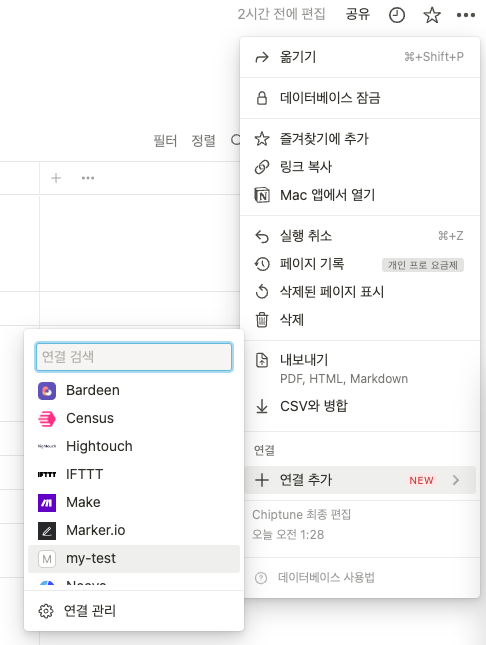 2시간 전에 편집 공유
옮기기 ⌘+Shift+P
데이터베이스 잠금
필터 정렬
즐겨찾기에 추가
링크 복사
Mac 앱에서 열기
실행 취소 ⌘+Z
페이지 기록 개인 프로 요금제
삭제된 페이지 표시
삭제
내보내기
PDF, HTML, Markdown
CSV와 병합
연결
연결 추가 NEW
Chiptune 최종 편집
오늘 오전 1:28
데이터베이스 사용법
연결 검색
Bardeen
Census
Hightouch Hightouch
IFTTT IFTTT
Make
Marker.io
M my-test
연결 관리